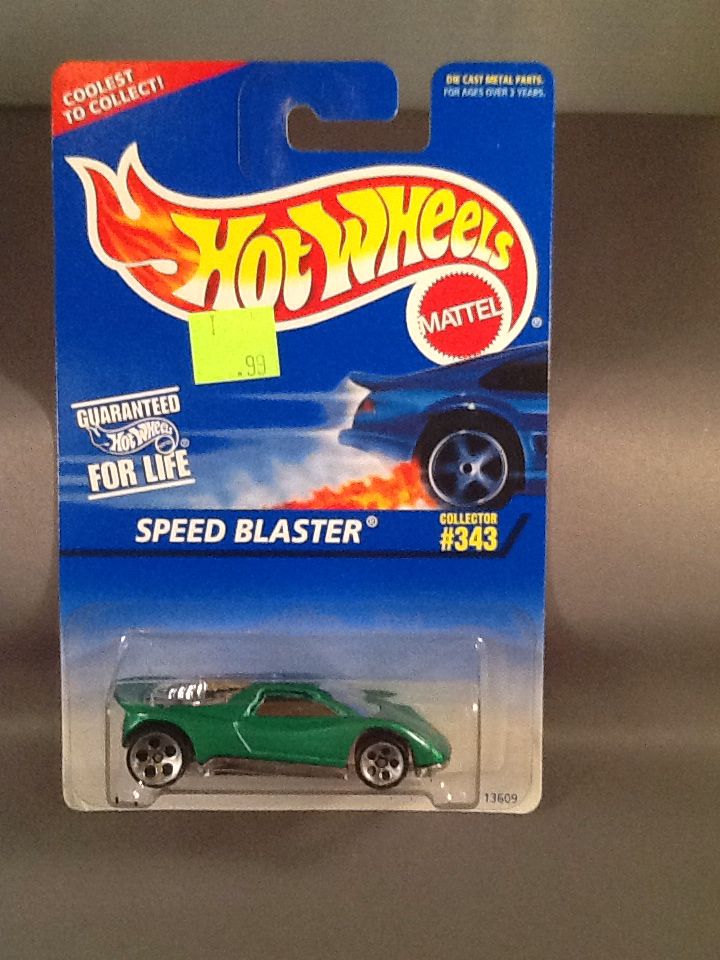 COOLEST
TO COLLECT!
DIE CAST METAL PARTS.
FOR AGES OVER 3 YEARS.
HOT WHEELS
MATTEL
®
I
.99
GUARANTEED
HOT WHEELS ®
FOR LIFE
SPEED BLASTER®
COLLECTOR
#343
13609